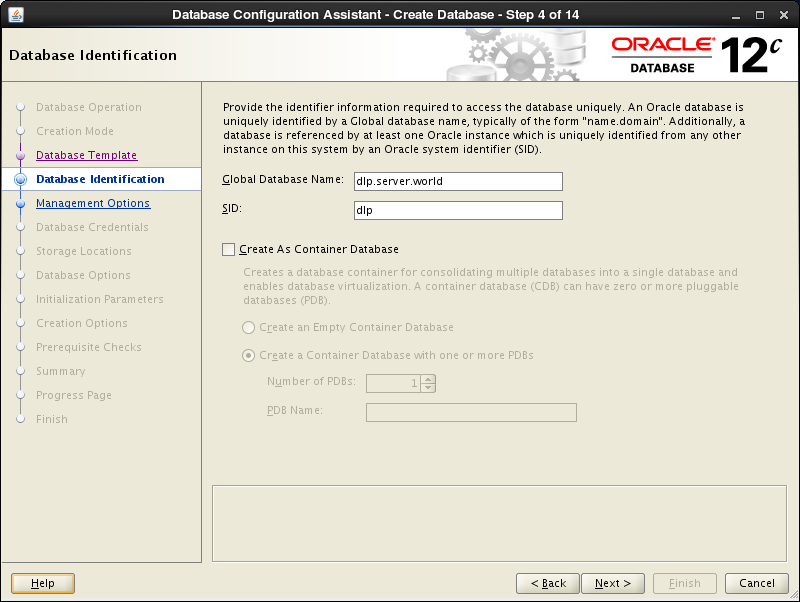 Database Configuration Assistant - Create Database - Step 4 of 14
Database Identification
ORACLE
DATABASE
12c
Database Operation
Creation Mode
Database Template
Database Identification
Management Options
Database Credentials
Storage Locations
Database Options
Initialization Parameters
Creation Options
Prerequisite Checks
Summary
Progress Page
Finish
Provide the identifier information required to access the database uniquely. An Oracle database is
uniquely identified by a Global database name, typically of the form "name.domain". Additionally, a
database is referenced by at least one Oracle instance which is uniquely identified from any other
instance on this system by an Oracle system identifier (SID).
Global Database Name: dlp.server.world
SID: dlp
Create As Container Database
Creates a database container for consolidating multiple databases into a single database and
enables database virtualization. A container database (CDB) can have zero or more pluggable
databases (PDB).
Create an Empty Container Database
Create a Container Database with one or more PDBs
Number of PDBs: 1
PDB Name:
Help
< Back
Next >
Finish
Cancel